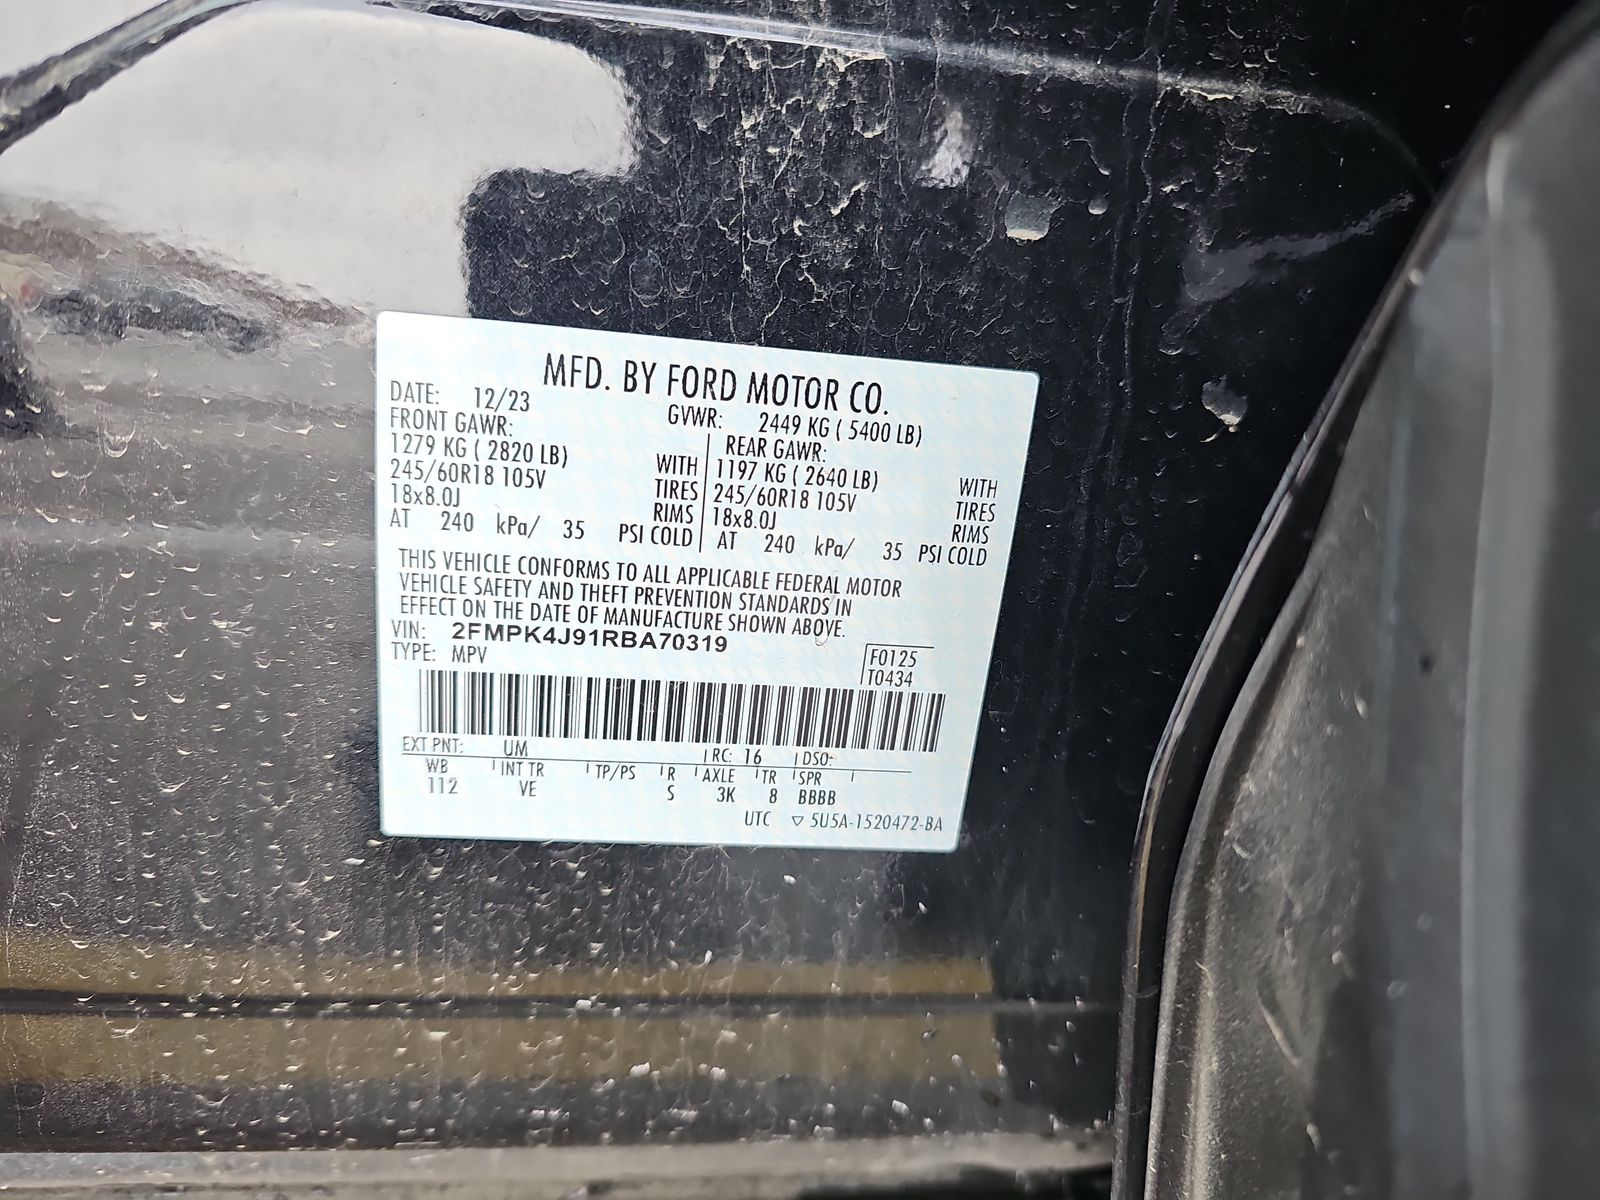 MFD. BY FORD MOTOR CO.
DATE: 12/23 GVWR: 2449 KG ( 5400 LB)
FRONT GAWR: REAR GAWR:
1279 KG ( 2820 LB) WITH 1197 KG ( 2640 LB) WITH
245/60R18 105V TIRES 245/60R18 105V TIRES
18x8.0J RIMS 18x8.0J RIMS
AT 240 kPa/ 35 PSI COLD AT 240 kPa/ 35 PSI COLD
THIS VEHICLE CONFORMS TO ALL APPLICABLE FEDERAL MOTOR
VEHICLE SAFETY AND THEFT PREVENTION STANDARDS IN
EFFECT ON THE DATE OF MANUFACTURE SHOWN ABOVE.
VIN: 2FMPK4J91RBA70319
TYPE: MPV F0125
T0434
EXT PNT: UM RC: 16 DSO:
WB INT TR TP/PS R AXLE TR SPR
112 VE S 3K 8 BBBB
UTC ▽ 5U5A-1520472-BA